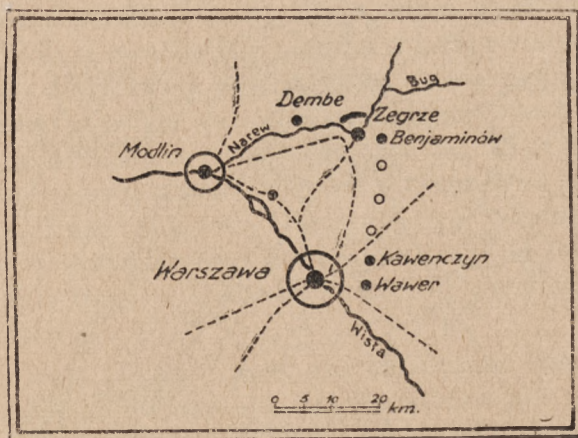 Bug
Dembe
Zegrze
Narew
Benjaminów
Modlin
Kawenczyn
Warszawa
Wawer
Wisła
0 5 10 20
km.